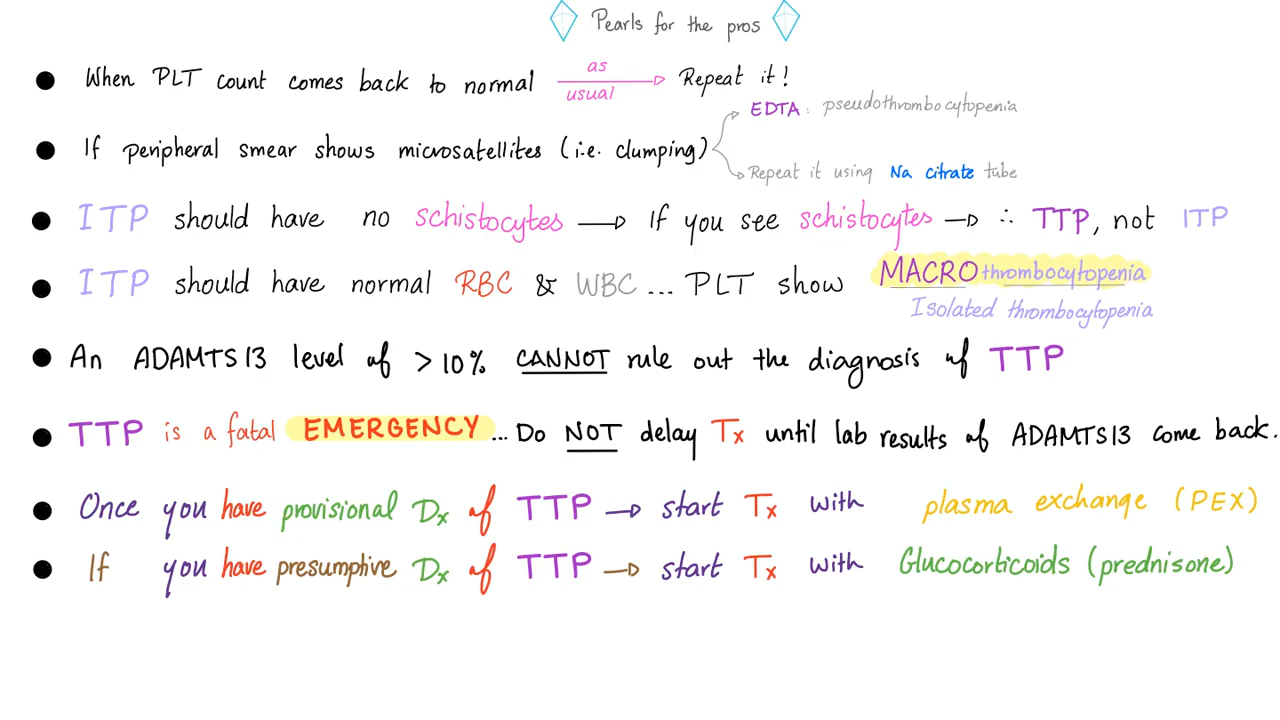 Pearls for the pros
When PLT count comes back to normal as usual Repeat it!
EDTA: pseudothrombocytopenia
If peripheral smear shows microsatellites (i.e. clumping)
Repeat it using Na citrate tube
ITP should have no schistocytes → If you see schistocytes → ∴ TTP, not ITP
ITP should have normal RBC & WBC ... PLT show MACROthrombocytopenia
Isolated thrombocytopenia
An ADAMTS13 level of >10% CANNOT rule out the diagnosis of TTP
TTP is a fatal EMERGENCY ... Do NOT delay Tx until lab results of ADAMTS13 come back.
Once you have provisional Dx of TTP → start Tx with plasma exchange (PEX)
If you have presumptive Dx of TTP → start Tx with Glucocorticoids (prednisone)